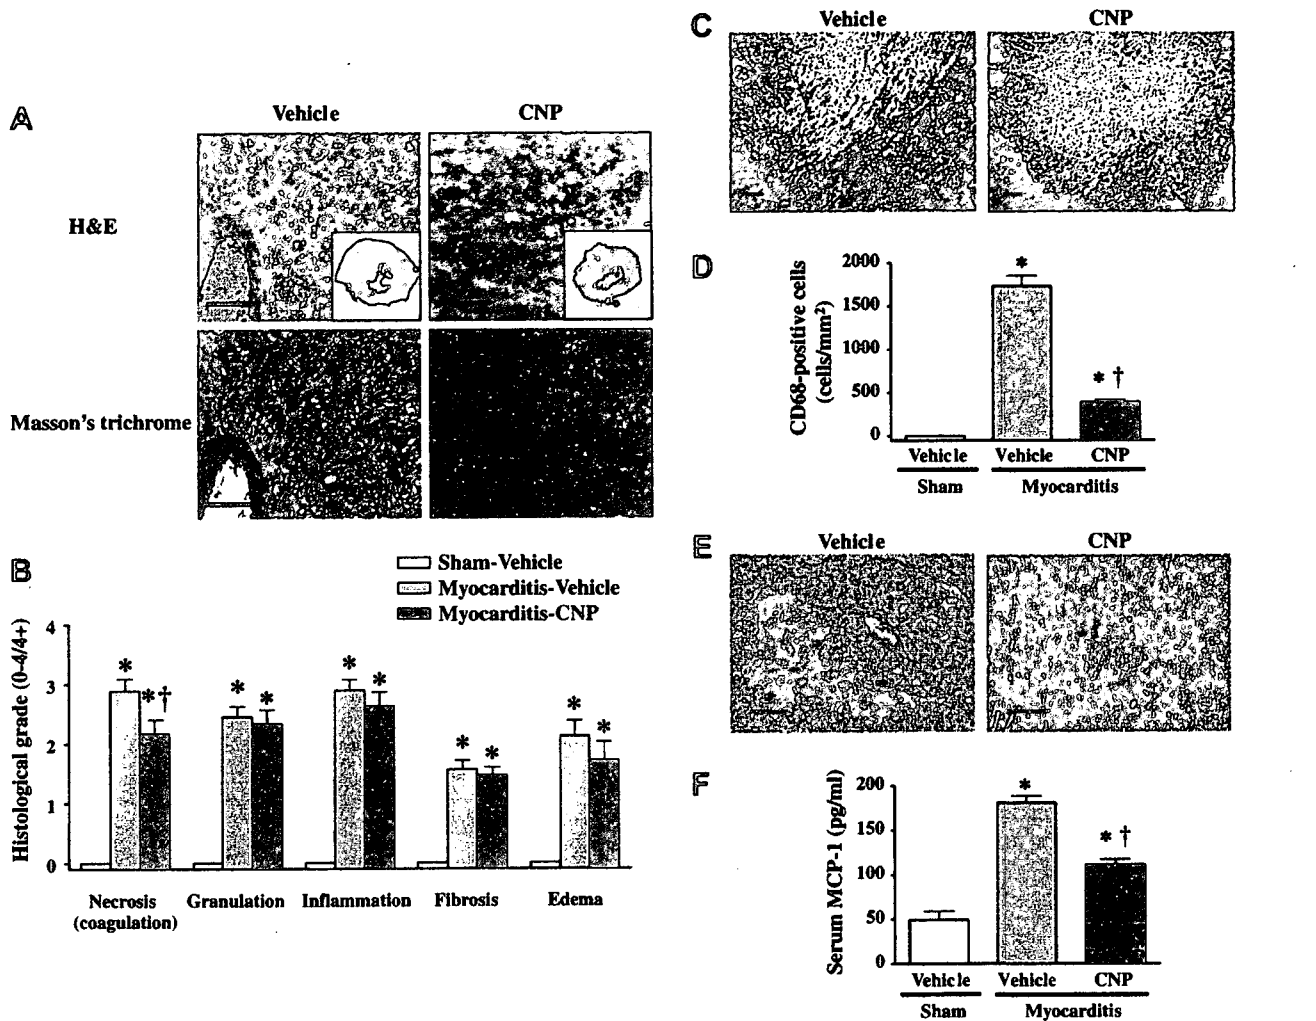 A
Vehicle
CNP
H&E
Masson's trichrome
B
Sham-Vehicle
Myocarditis-Vehicle
Myocarditis-CNP
Histological grade (0-4/4+)
4
3
2
1
0
*
*†
*
*
*
*
*
*
*
*
Necrosis
(coagulation)
Granulation
Inflammation
Fibrosis
Edema
C
Vehicle
CNP
D
CD68-positive cells
(cells/mm²)
2000
1500
1000
500
0
*
* †
Vehicle
Vehicle
CNP
Sham
Myocarditis
E
Vehicle
CNP
F
Serum MCP-1 (pg/ml)
200
150
100
50
0
*
* †
Vehicle
Vehicle
CNP
Sham
Myocarditis